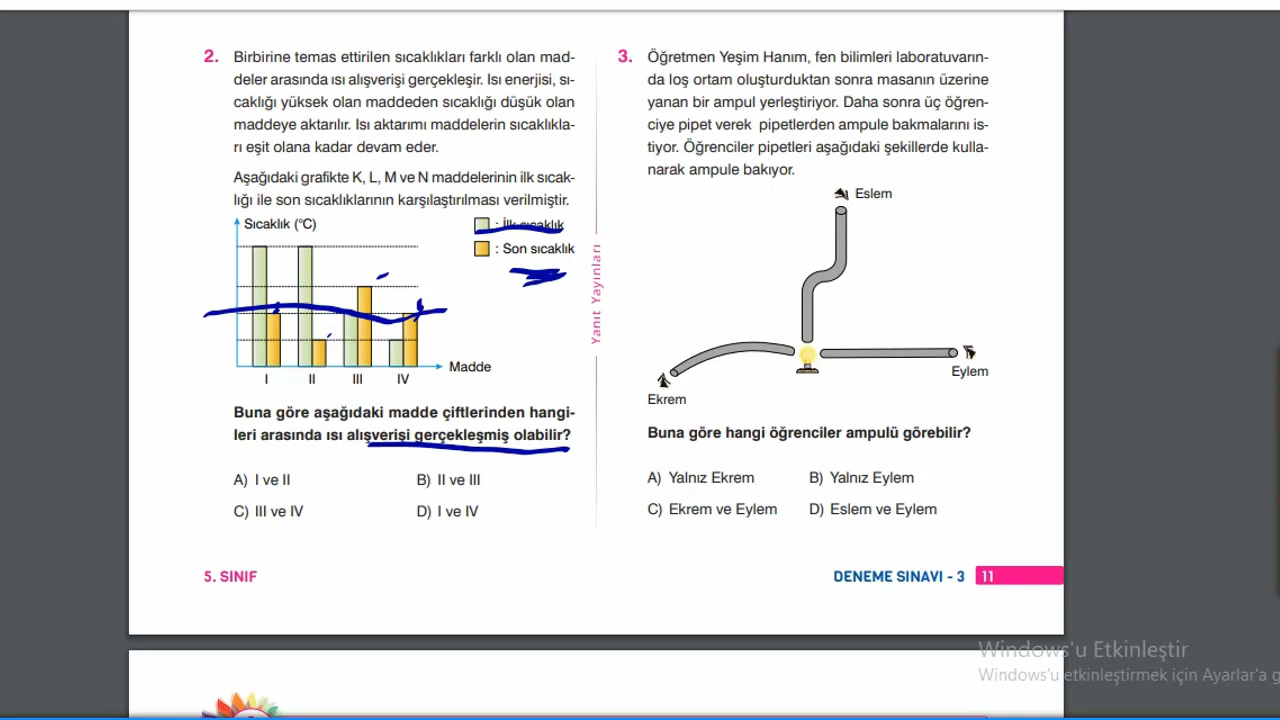 2. Birbirine temas ettirilen sıcaklıkları farklı olan mad-
deler arasında ısı alışverişi gerçekleşir. Isı enerjisi, sı-
caklığı yüksek olan maddeden sıcaklığı düşük olan
maddeye aktarılır. Isı aktarımı maddelerin sıcaklıkla-
rı eşit olana kadar devam eder.
Aşağıdaki grafikte K, L, M ve N maddelerinin ilk sıcak-
lığı ile son sıcaklıklarının karşılaştırılması verilmiştir.
Sıcaklık (°C)
: İlk sıcaklık
: Son sıcaklık
Madde
I II III IV
Buna göre aşağıdaki madde çiftlerinden hangi-
leri arasında ısı alışverişi gerçekleşmiş olabilir?
A) I ve II
B) II ve III
C) III ve IV
D) I ve IV
Yanıt Yayınları
3. Öğretmen Yeşim Hanım, fen bilimleri laboratuvarın-
da loş ortam oluşturduktan sonra masanın üzerine
yanan bir ampul yerleştiriyor. Daha sonra üç öğren-
ciye pipet verek pipetlerden ampule bakmalarını is-
tiyor. Öğrenciler pipetleri aşağıdaki şekillerde kulla-
narak ampule bakıyor.
Eslem
Eylem
Ekrem
Buna göre hangi öğrenciler ampulü görebilir?
A) Yalnız Ekrem
B) Yalnız Eylem
C) Ekrem ve Eylem
D) Eslem ve Eylem
5. SINIF
DENEME SINAVI - 3 11
Windows'u Etkinleştir
Windows'u etkinleştirmek için Ayarlar'a g